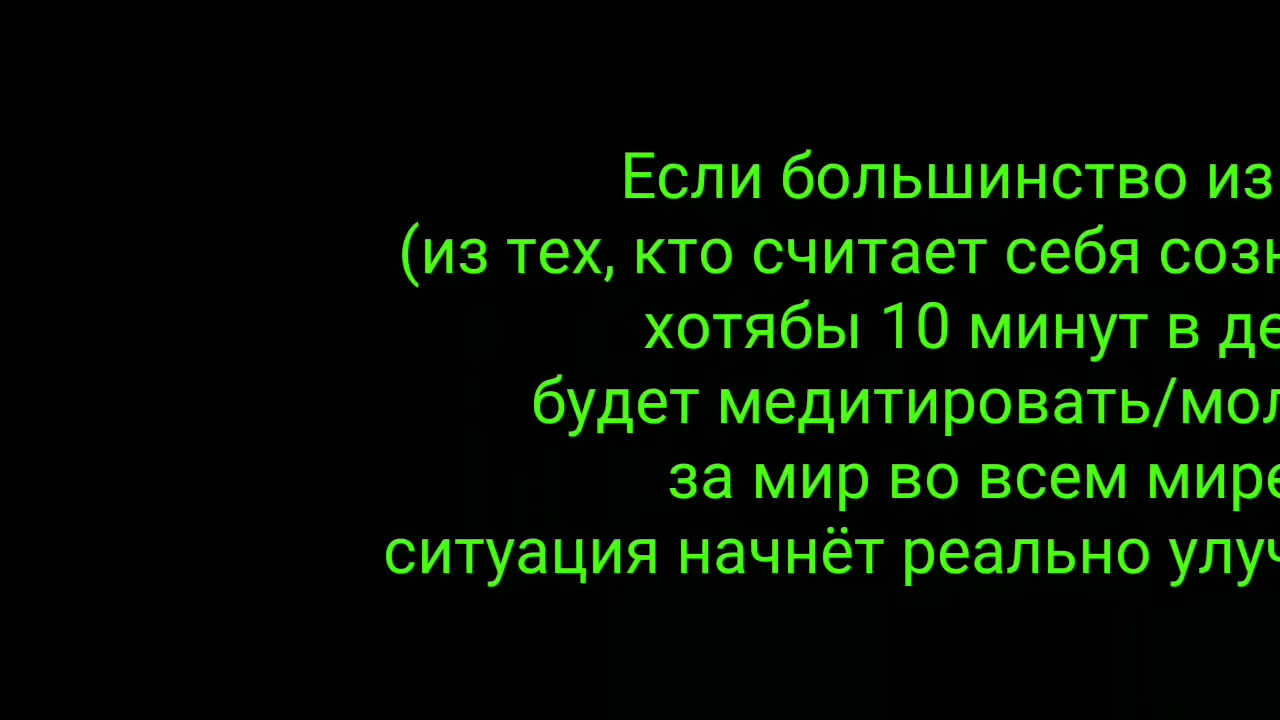 Если большинство из
(из тех, кто считает себя созн
хотябы 10 минут в де
будет медитировать/мол
за мир во всем мире
ситуация начнёт реально улуч